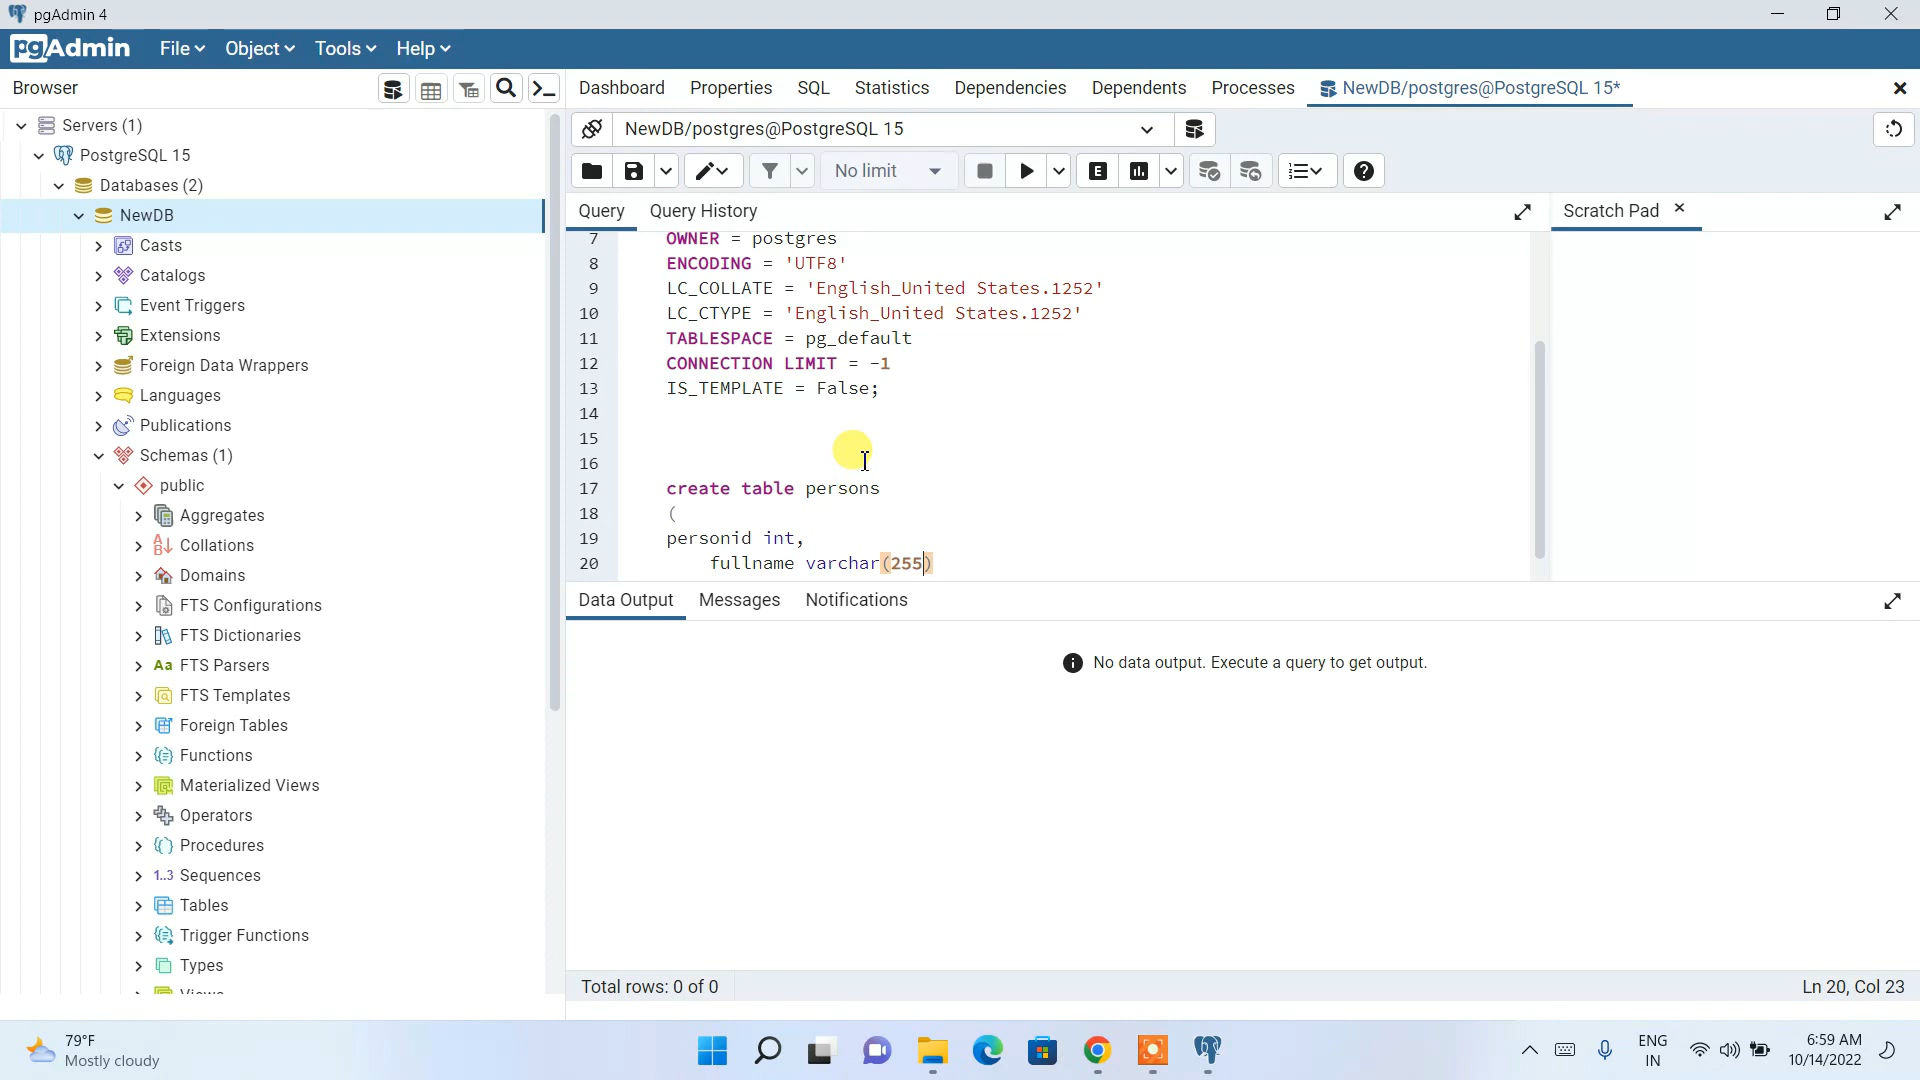 pgAdmin 4
pgAdmin File Object Tools Help
Browser
Servers (1)
PostgreSQL 15
Databases (2)
NewDB
Casts
Catalogs
Event Triggers
Extensions
Foreign Data Wrappers
Languages
Publications
Schemas (1)
public
Aggregates
Collations
Domains
FTS Configurations
FTS Dictionaries
Aa FTS Parsers
FTS Templates
Foreign Tables
Functions
Materialized Views
Operators
Procedures
1..3 Sequences
Tables
Trigger Functions
Types
Views
Dashboard Properties SQL Statistics Dependencies Dependents Processes NewDB/postgres@PostgreSQL 15*
NewDB/postgres@PostgreSQL 15
No limit E
Query Query History
7 OWNER = postgres
8 ENCODING = 'UTF8'
9 LC_COLLATE = 'English_United States.1252'
10 LC_CTYPE = 'English_United States.1252'
11 TABLESPACE = pg_default
12 CONNECTION LIMIT = -1
13 IS_TEMPLATE = False;
14
15
16
17 create table persons
18 (
19 personid int,
20 fullname varchar(255)
Scratch Pad
Data Output Messages Notifications
No data output. Execute a query to get output.
Total rows: 0 of 0
Ln 20, Col 23
79°F
Mostly cloudy
ENG
IN
6:59 AM
10/14/2022